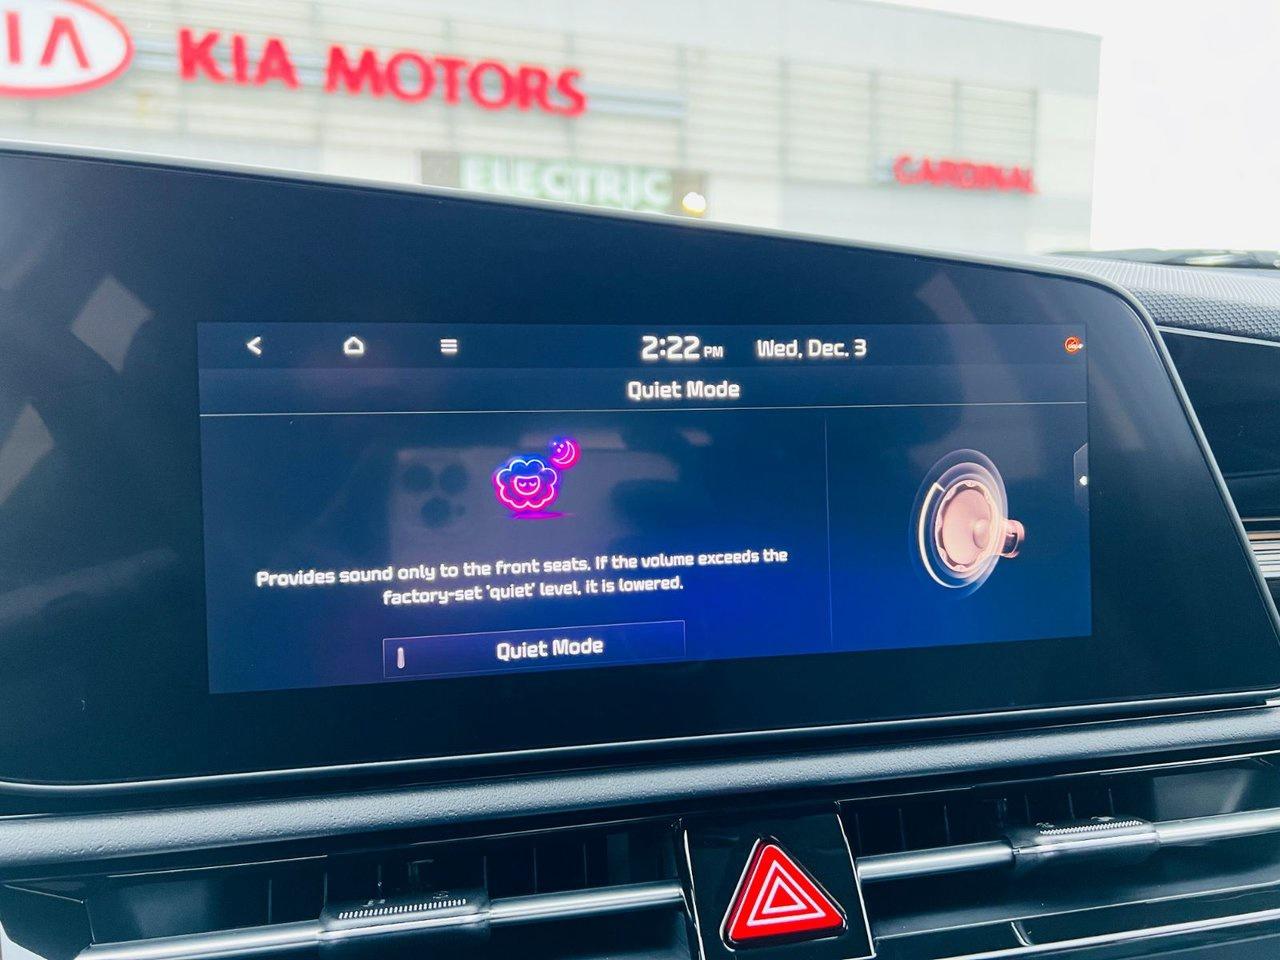 KIA
KIA MOTORS
ELECTRIC
CARDINAL
2:22 PM Wed, Dec. 3
Quiet Mode
Provides sound only to the front seats. If the volume exceeds the
factory-set 'quiet' level, it is lowered.
Quiet Mode